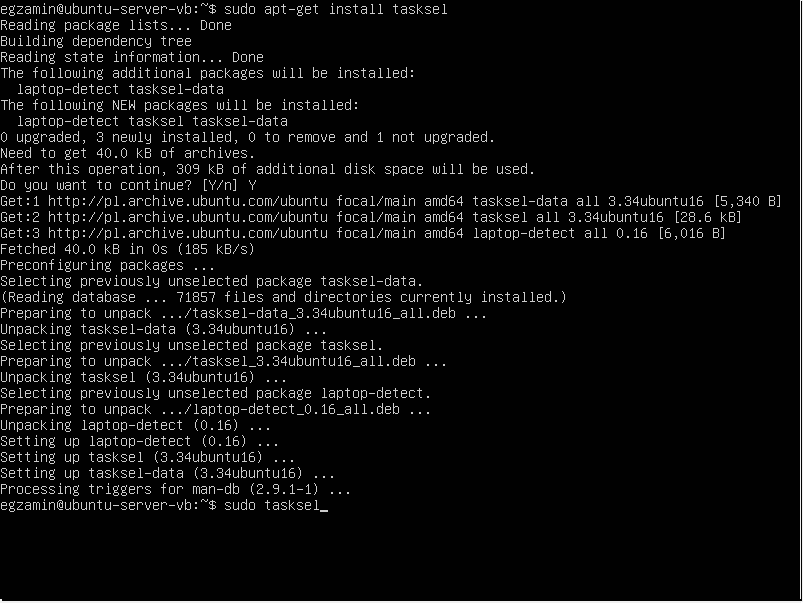 egzamin@ubuntu-server-vb:~$ sudo apt-get install tasksel
Reading package lists... Done
Building dependency tree
Reading state information... Done
The following additional packages will be installed:
  laptop-detect tasksel-data
The following NEW packages will be installed:
  laptop-detect tasksel tasksel-data
0 upgraded, 3 newly installed, 0 to remove and 1 not upgraded.
Need to get 40.0 kB of archives.
After this operation, 309 kB of additional disk space will be used.
Do you want to continue? [Y/n] Y
Get:1 http://pl.archive.ubuntu.com/ubuntu focal/main amd64 tasksel-data all 3.34ubuntu16 [5,340 B]
Get:2 http://pl.archive.ubuntu.com/ubuntu focal/main amd64 tasksel all 3.34ubuntu16 [28.6 kB]
Get:3 http://pl.archive.ubuntu.com/ubuntu focal/main amd64 laptop-detect all 0.16 [6,016 B]
Fetched 40.0 kB in 0s (185 kB/s)
Preconfiguring packages ...
Selecting previously unselected package tasksel-data.
(Reading database ... 71857 files and directories currently installed.)
Preparing to unpack .../tasksel-data_3.34ubuntu16_all.deb ...
Unpacking tasksel-data (3.34ubuntu16) ...
Selecting previously unselected package tasksel.
Preparing to unpack .../tasksel_3.34ubuntu16_all.deb ...
Unpacking tasksel (3.34ubuntu16) ...
Selecting previously unselected package laptop-detect.
Preparing to unpack .../laptop-detect_0.16_all.deb ...
Unpacking laptop-detect (0.16) ...
Setting up laptop-detect (0.16) ...
Setting up tasksel (3.34ubuntu16) ...
Setting up tasksel-data (3.34ubuntu16) ...
Processing triggers for man-db (2.9.1-1) ...
egzamin@ubuntu-server-vb:~$ sudo tasksel_